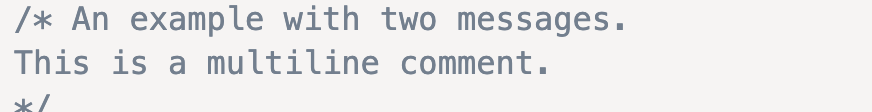 /* An example with two messages.
This is a multiline comment.
*/